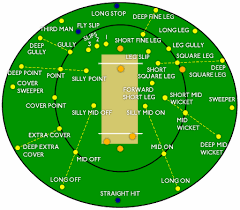 LONG STOP
THIRD MAN
FLY SLIP
DEEP FINE LEG
LONG LEG
DEEP
GULLY
SLIPS
GULLY
SHORT FINE LEG
LEG GULLY
DEEP
SQUARE LEG
LEG SLIP
SQUARE LEG
DEEP POINT
POINT
SILLY POINT
SHORT
SQUARE LEG
COVER
SWEEPER
FORWARD
SHORT LEG
SHORT MID
WICKET
SWEEPER
COVER POINT
SILLY MID OFF
SILLY MID ON
MID
WICKET
EXTRA COVER
DEEP EXTRA
COVER
MID OFF
MID ON
DEEP MID
WICKET
LONG OFF
LONG ON
STRAIGHT HIT